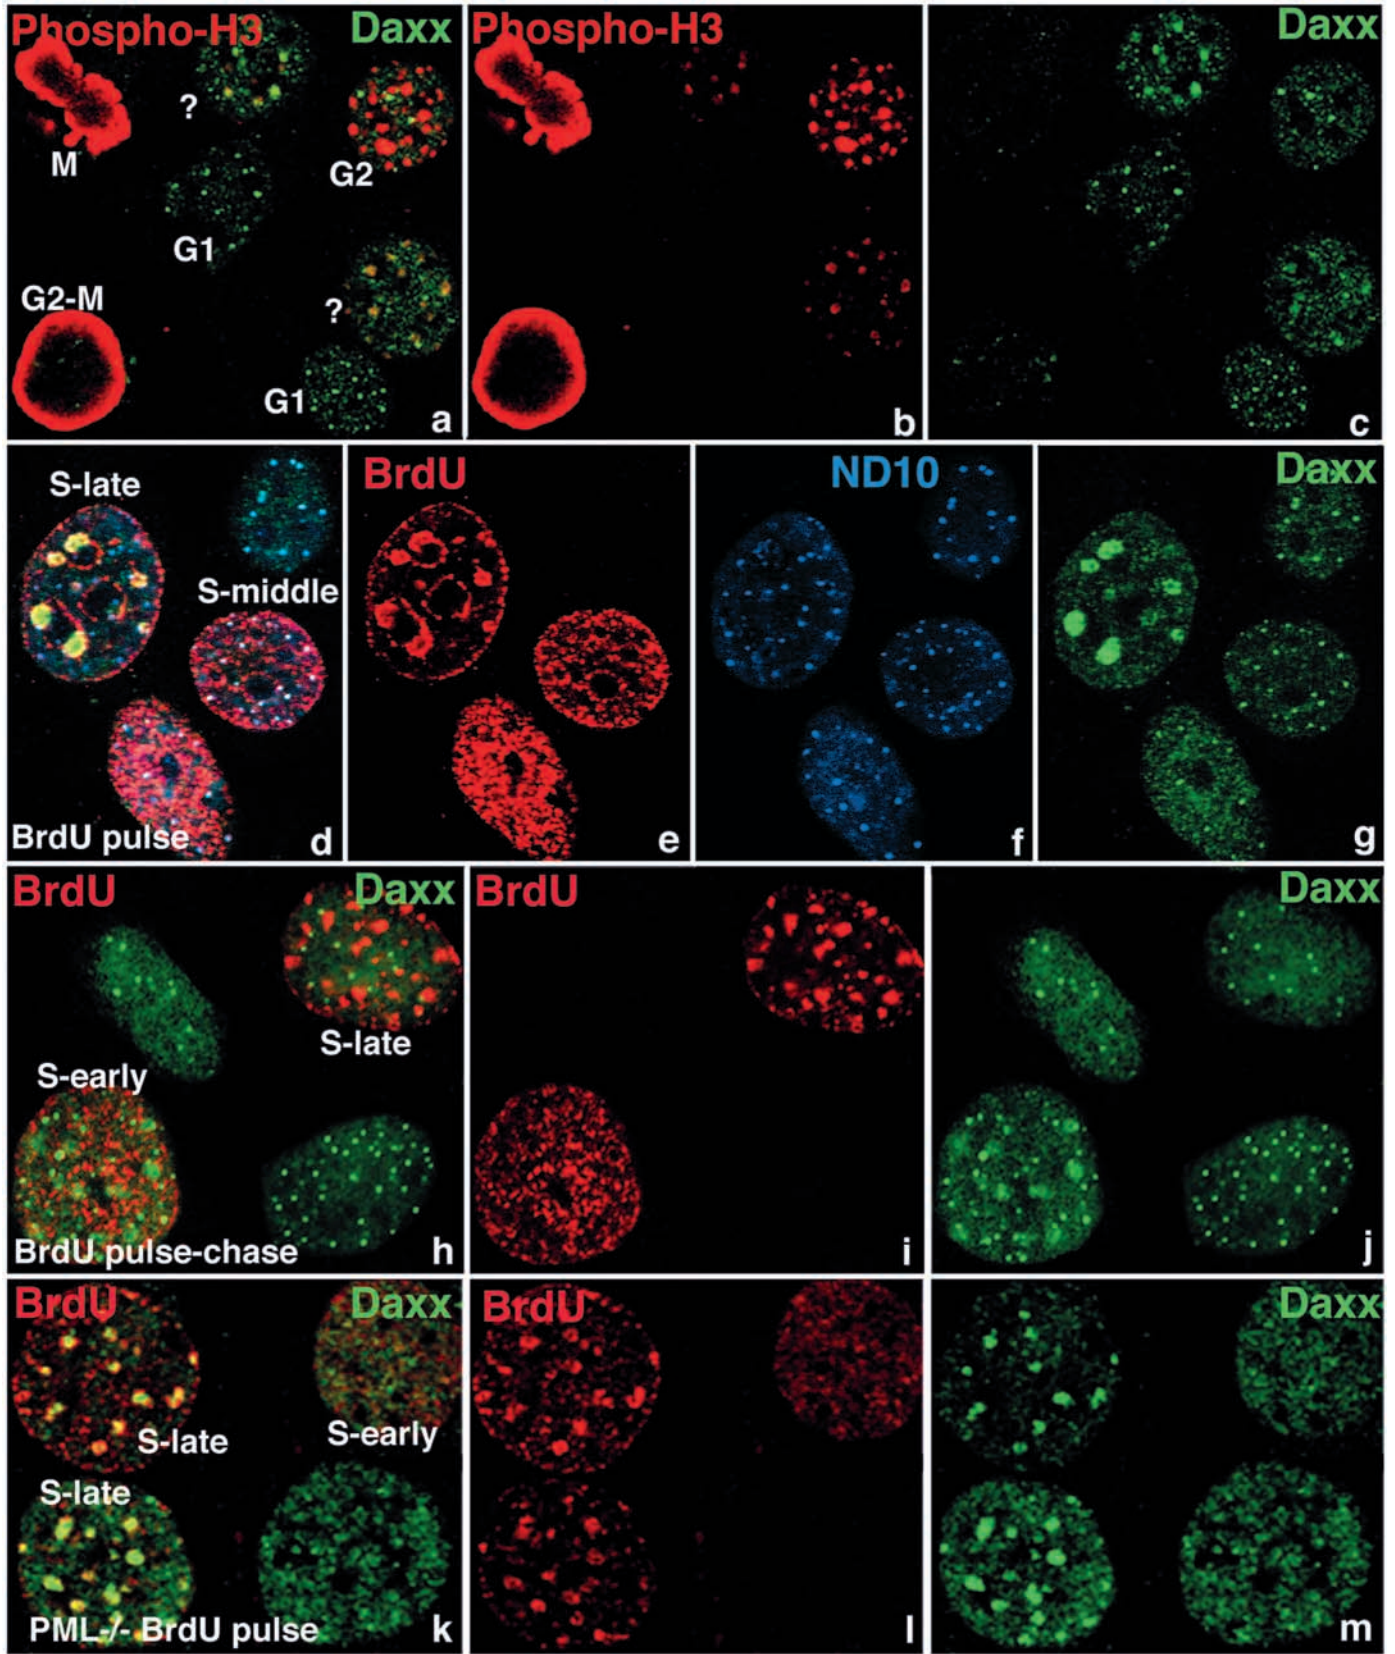 Phospho-H3 Daxx
?
M
G2
G1
G2-M
?
G1
a
Phospho-H3
b
Daxx
c
S-late
S-middle
BrdU pulse
d
BrdU
e
ND10
f
Daxx
g
BrdU Daxx
S-late
S-early
BrdU pulse-chase
h
BrdU
i
Daxx
j
BrdU Daxx
S-late
S-early
S-late
PML-/- BrdU pulse
k
BrdU
l
Daxx
m